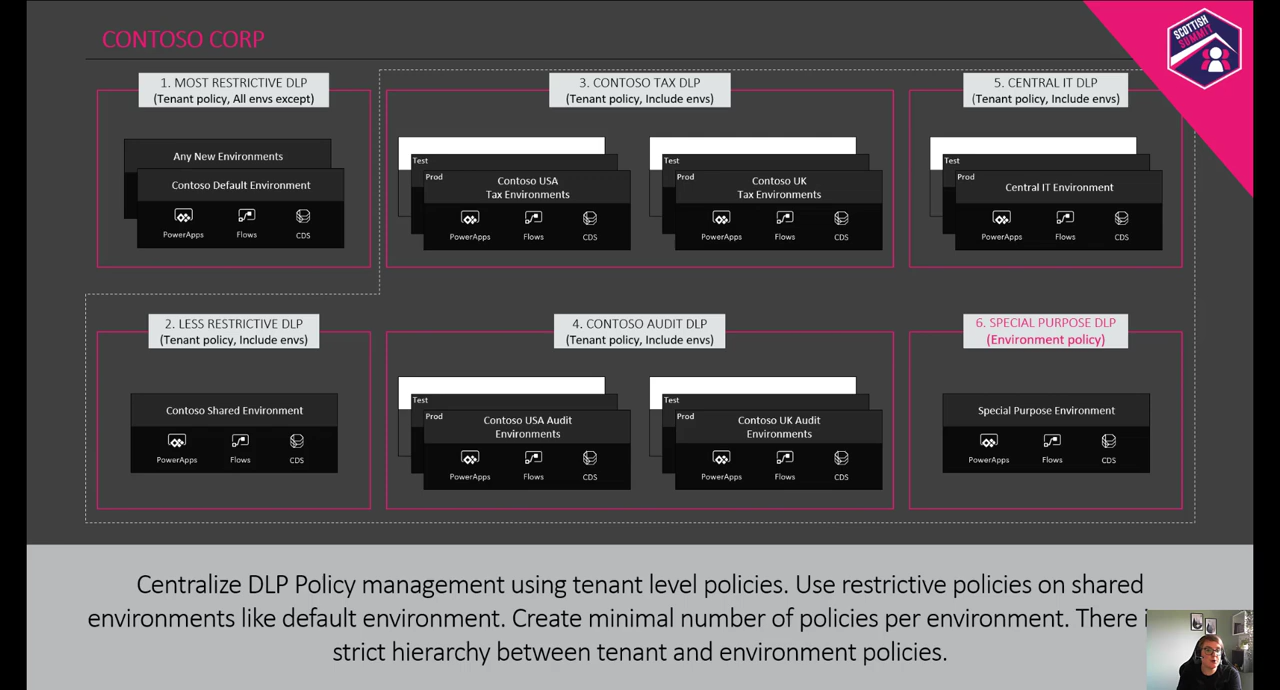 CONTOSO CORP
SCOTTISH
SUMMIT
1. MOST RESTRICTIVE DLP
(Tenant policy, All envs except)
Any New Environments
Contoso Default Environment
PowerApps
Flows
CDS
3. CONTOSO TAX DLP
(Tenant policy, Include envs)
Test
Prod
Contoso USA
Tax Environments
PowerApps
Flows
CDS
Test
Prod
Contoso UK
Tax Environments
PowerApps
Flows
CDS
5. CENTRAL IT DLP
(Tenant policy, Include envs)
Test
Prod
Central IT Environment
PowerApps
Flows
CDS
2. LESS RESTRICTIVE DLP
(Tenant policy, Include envs)
Contoso Shared Environment
PowerApps
Flows
CDS
4. CONTOSO AUDIT DLP
(Tenant policy, Include envs)
Test
Prod
Contoso USA Audit
Environments
PowerApps
Flows
CDS
Test
Prod
Contoso UK Audit
Environments
PowerApps
Flows
CDS
6. SPECIAL PURPOSE DLP
(Environment policy)
Special Purpose Environment
PowerApps
Flows
CDS
Centralize DLP Policy management using tenant level policies. Use restrictive policies on shared
environments like default environment. Create minimal number of policies per environment. There
strict hierarchy between tenant and environment policies.